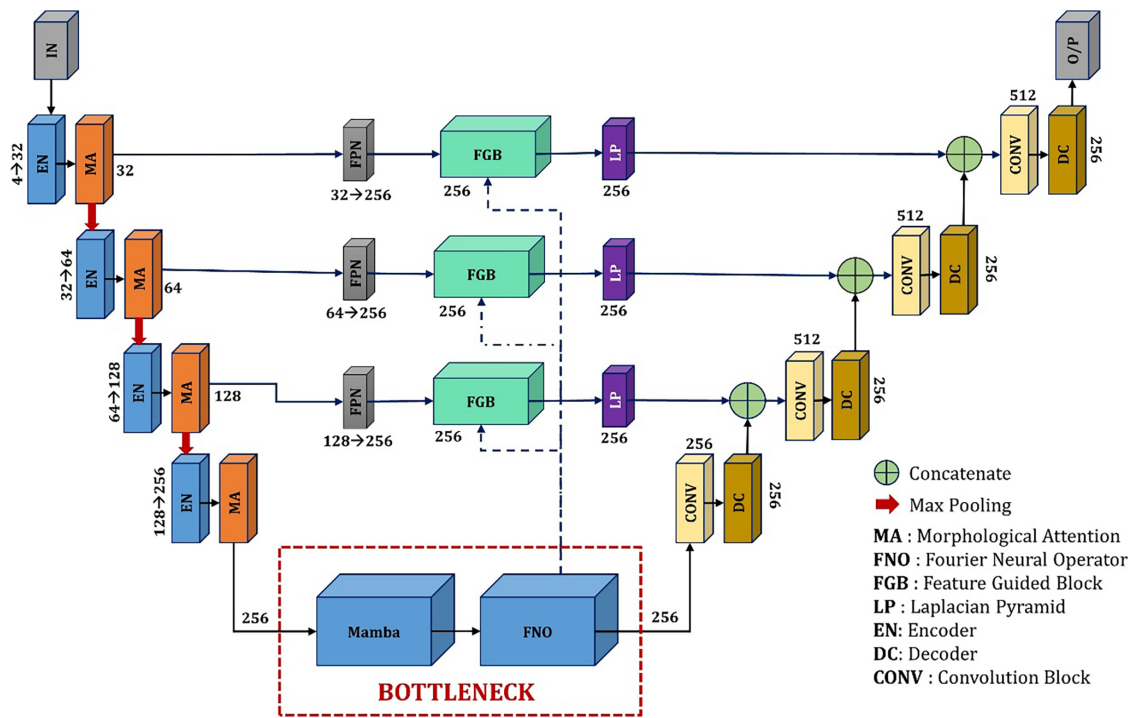 IN
O/P
4→32
EN
MA
32
FPN
32→256
FGB
256
LP
256
512
CONV
DC
256
32→64
EN
MA
64
FPN
64→256
FGB
256
LP
256
512
CONV
DC
256
64→128
EN
MA
128
FPN
128→256
FGB
256
LP
256
512
CONV
DC
256
128→256
EN
MA
256
CONV
DC
256
256
Mamba
FNO
256
BOTTLENECK
Concatenate
Max Pooling
MA : Morphological Attention
FNO : Fourier Neural Operator
FGB : Feature Guided Block
LP : Laplacian Pyramid
EN: Encoder
DC: Decoder
CONV : Convolution Block